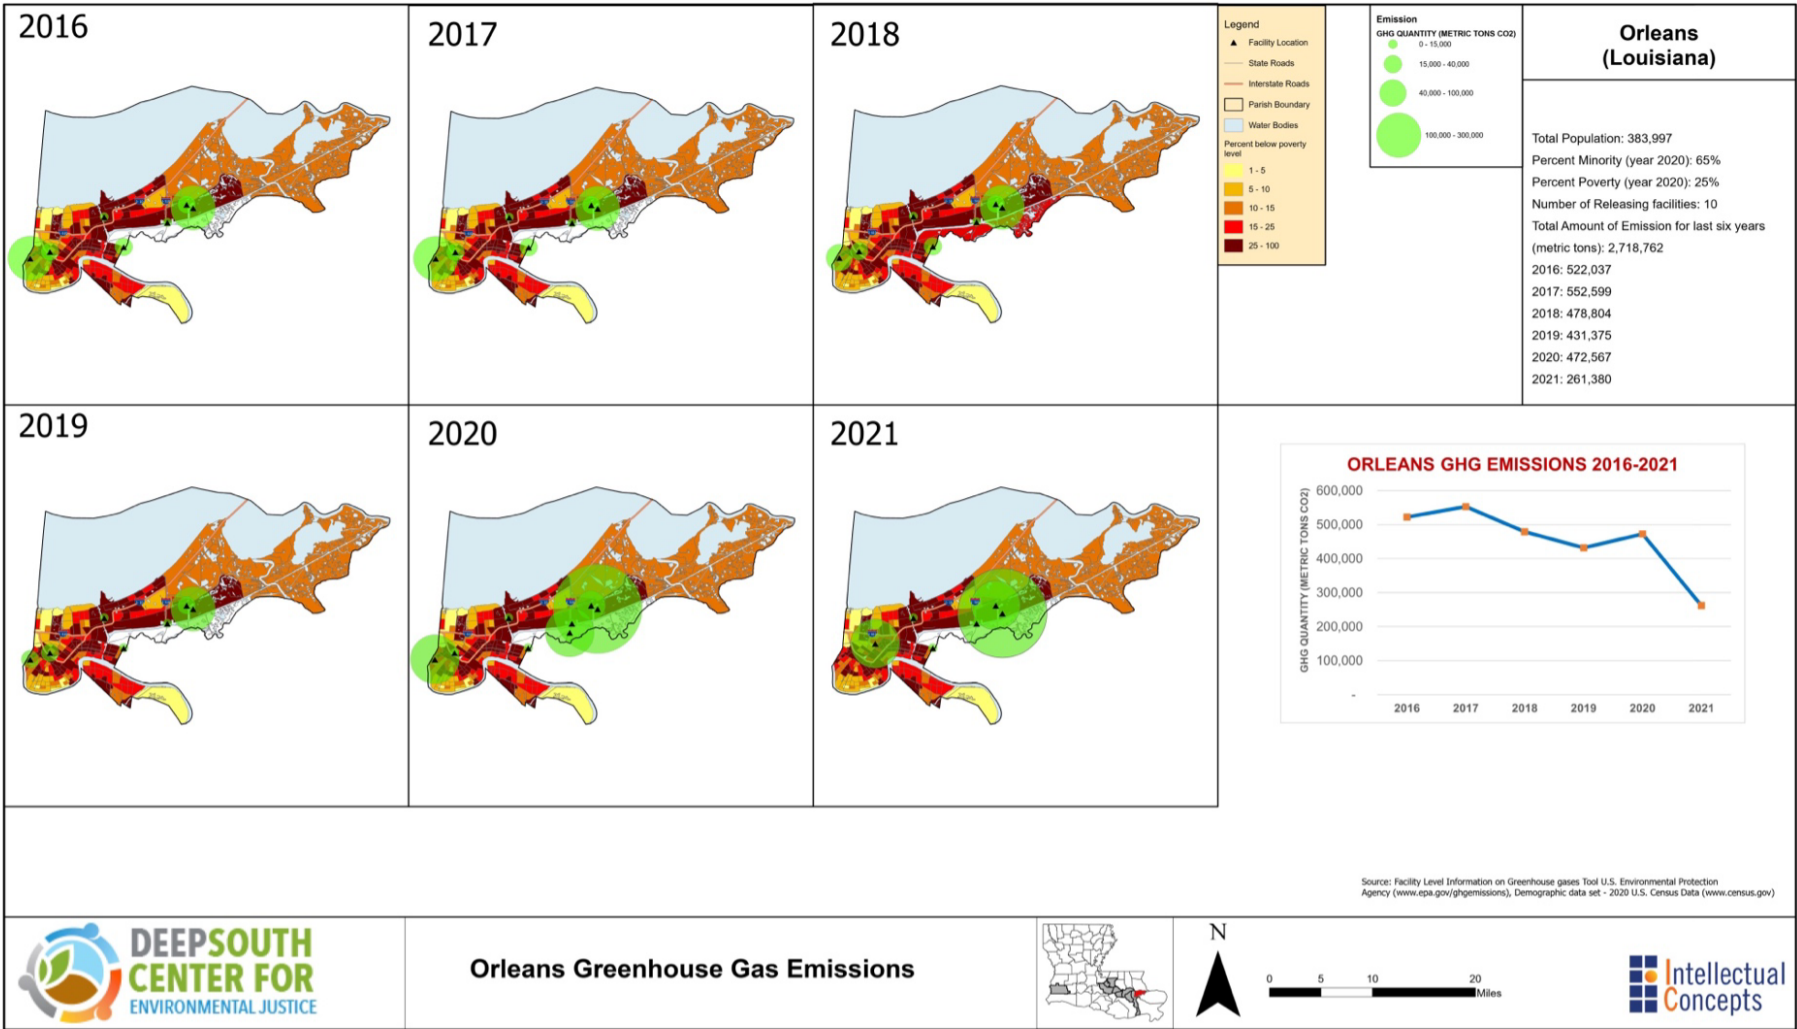 2016
2017
2018
Legend
Facility Location
State Roads
Interstate Roads
Parish Boundary
Water Bodies
Percent below poverty
level
1 - 5
5 - 10
10 - 15
15 - 25
25 - 100
Emission
GHG QUANTITY (METRIC TONS CO2)
0 - 15,000
15,000 - 40,000
40,000 - 100,000
100,000 - 300,000
Orleans
(Louisiana)
Total Population: 383,997
Percent Minority (year 2020): 65%
Percent Poverty (year 2020): 25%
Number of Releasing facilities: 10
Total Amount of Emission for last six years
(metric tons): 2,718,762
2016: 522,037
2017: 552,599
2018: 478,804
2019: 431,375
2020: 472,567
2021: 261,380
2019
2020
2021
ORLEANS GHG EMISSIONS 2016-2021
GHG QUANTITY (METRIC TONS CO2)
600,000
500,000
400,000
300,000
200,000
100,000
-
2016 2017 2018 2019 2020 2021
Source: Facility Level Information on Greenhouse gases Tool U.S. Environmental Protection
Agency (www.epa.gov/ghgemissions), Demographic data set - 2020 U.S. Census Data (www.census.gov)
DEEPSOUTH
CENTER FOR
ENVIRONMENTAL JUSTICE
Orleans Greenhouse Gas Emissions
N
0 5 10 20
Miles
Intellectual
Concepts